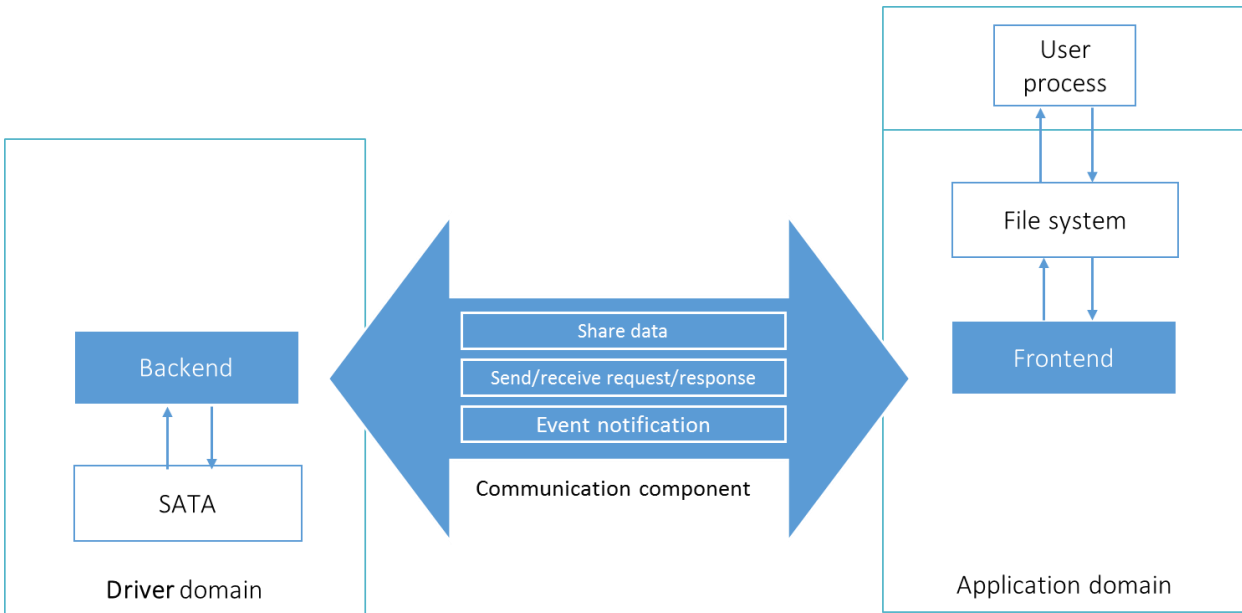 User
process
File system
Share data
Backend
Frontend
Send/receive request/response
Event notification
Communication component
SATA
Driver domain
Application domain